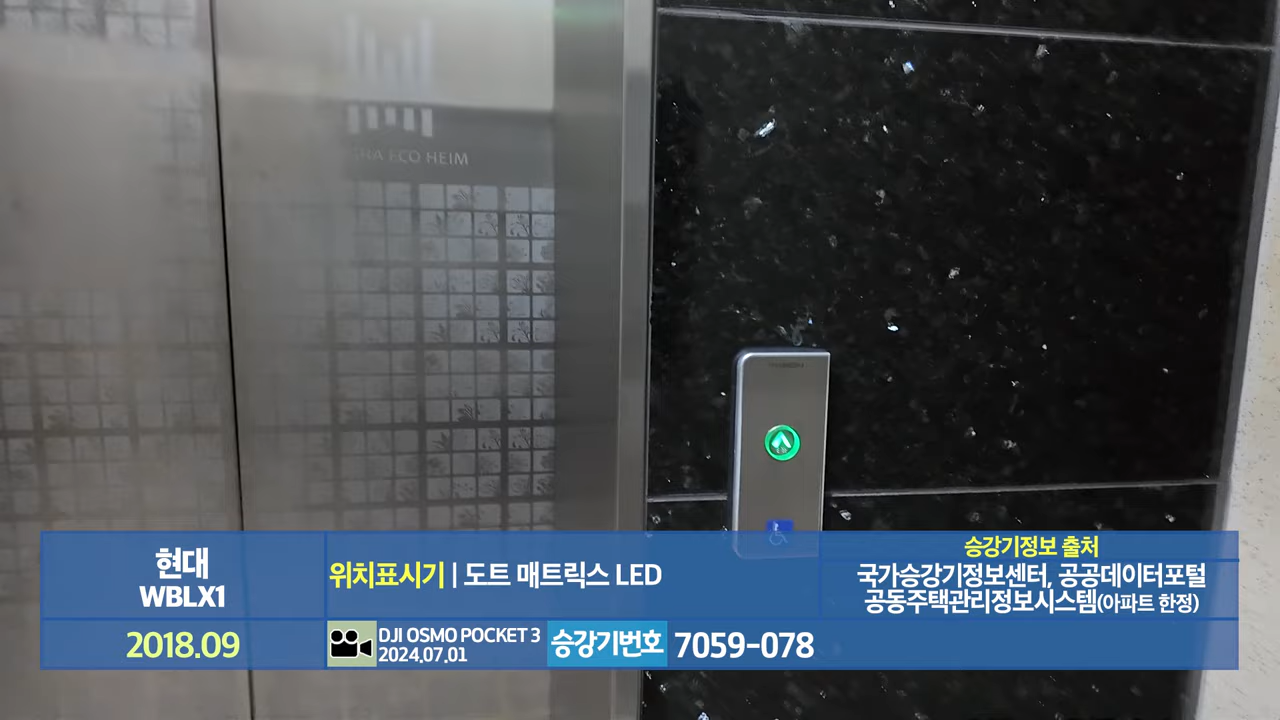 ECO HEIM
현대
WBLX1
위치표시기 | 도트 매트릭스 LED
승강기정보 출처
국가승강기정보센터, 공공데이터포털
공동주택관리정보시스템(아파트 한정)
2018.09
DJI OSMO POCKET 3
2024.07.01
승강기번호
7059-078